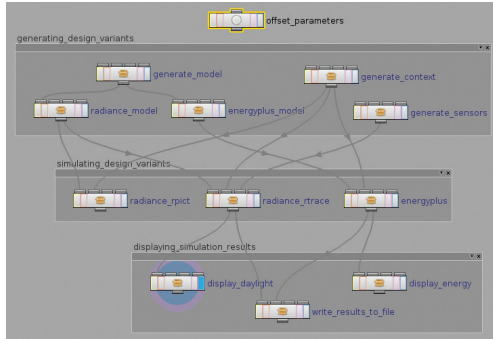 offset_parameters
generating_design_variants
generate_model
generate_context
radiance_model
energyplus_model
generate_sensors
simulating_design_variants
radiance_rpict
radiance_rtrace
energyplus
displaying_simulation_results
display_daylight
display_energy
write_results_to_file